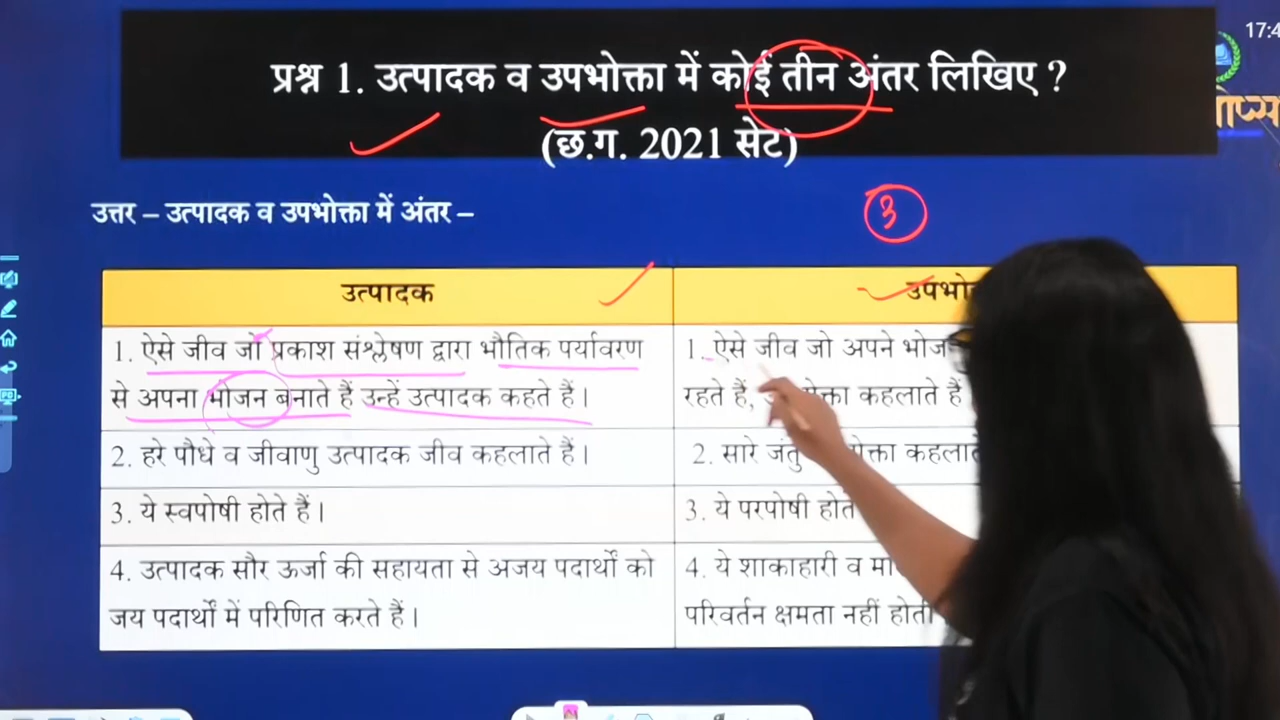 17:4
प्रश्न 1. उत्पादक व उपभोक्ता में कोई तीन अंतर लिखिए ?
(छ.ग. 2021 सेट)
उत्तर – उत्पादक व उपभोक्ता में अंतर –
3
उत्पादक
1. ऐसे जीव जो प्रकाश संश्लेषण द्वारा भौतिक पर्यावरण
से अपना भोजन बनाते हैं उन्हें उत्पादक कहते हैं।
1. ऐसे जीव जो अपने
रहते हैं, कहलाते हैं
2. हरे पौधे व जीवाणु उत्पादक जीव कहलाते हैं।
2. सारे
3. ये स्वपोषी होते हैं।
3. ये परपोषी
4. उत्पादक सौर ऊर्जा की सहायता से अजय पदार्थों को
जय पदार्थों में परिणित करते हैं।
4. ये शाकाहारी व
परिवर्तन क्षमता नहीं होती